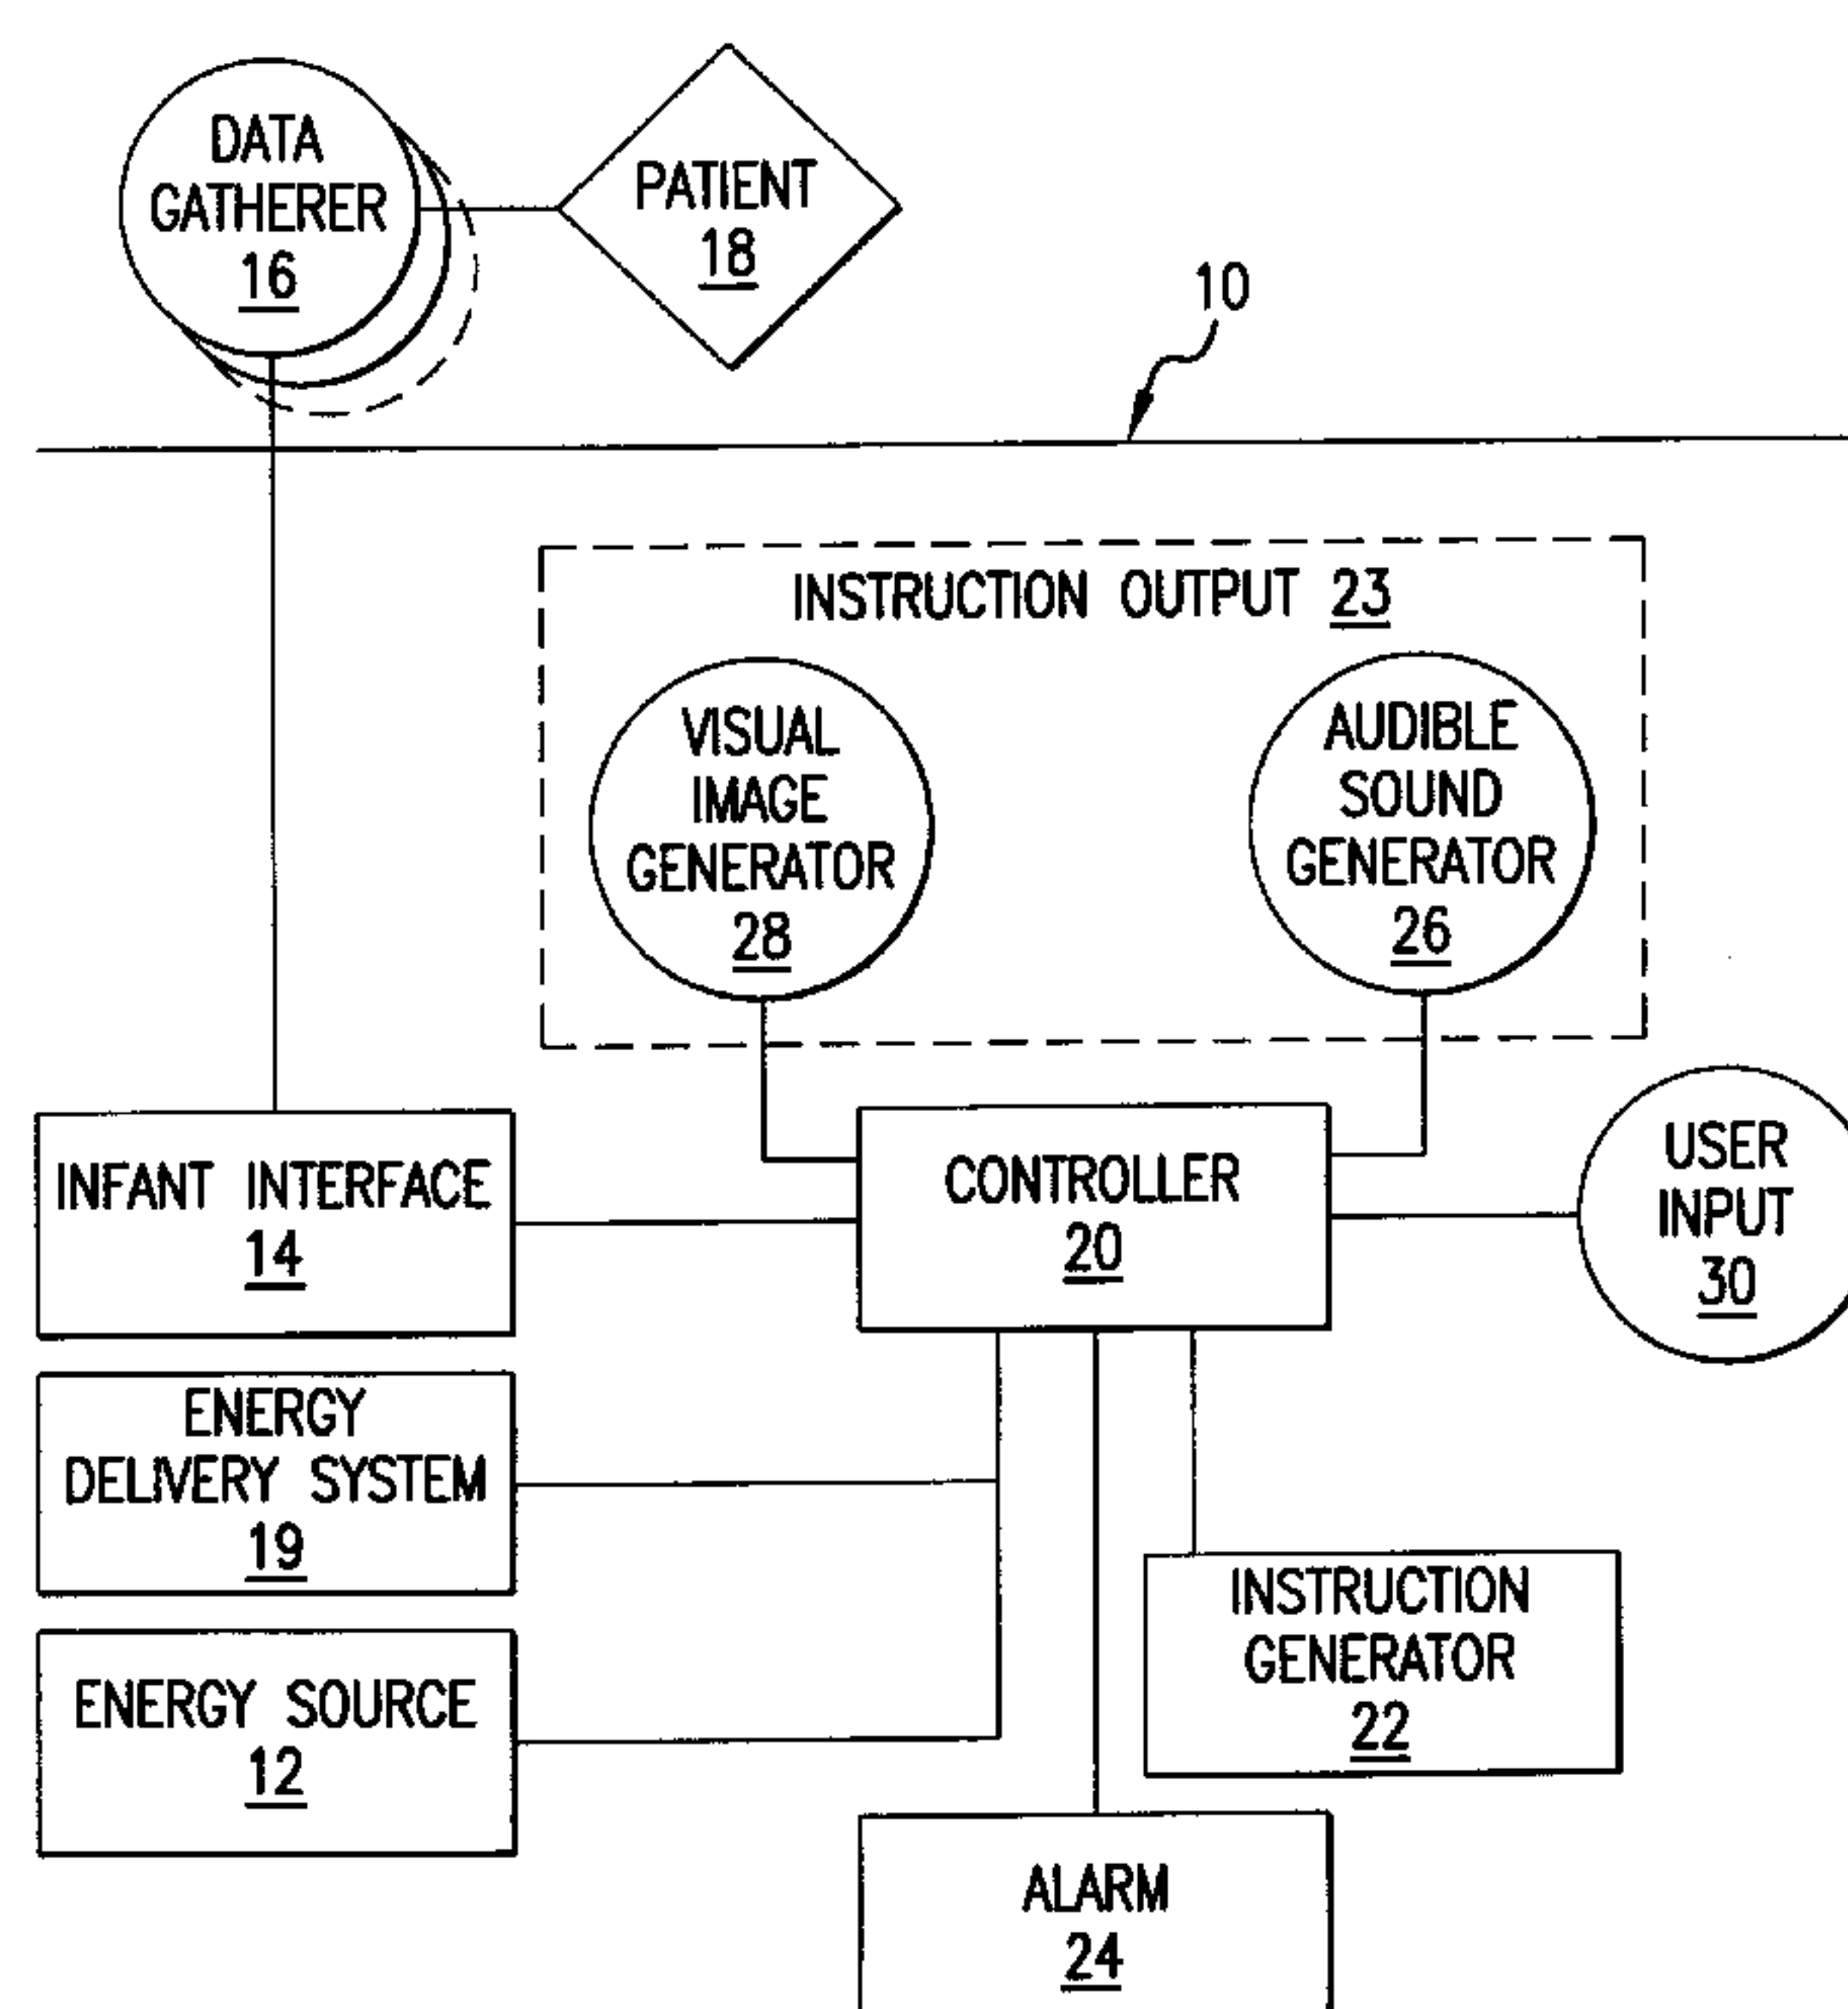 DATA
GATHERER
16
PATIENT
18
10
INSTRUCTION OUTPUT 23
VISUAL
IMAGE
GENERATOR
28
AUDIBLE
SOUND
GENERATOR
26
INFANT INTERFACE
14
CONTROLLER
20
USER
INPUT
30
ENERGY
DELIVERY SYSTEM
19
INSTRUCTION
GENERATOR
22
ENERGY SOURCE
12
ALARM
24